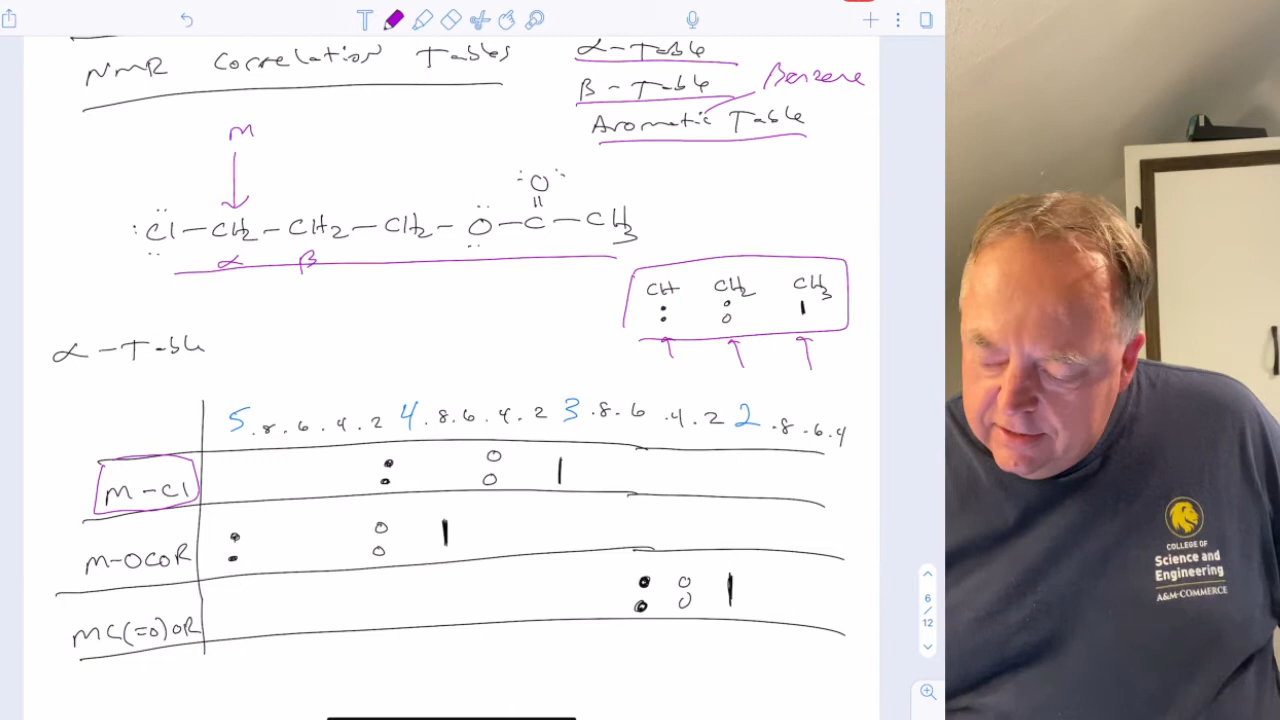 NMR Correlation Tables
α-Table
β-Table
Benzene
Aromatic Table
M
:O:
||
:Cl-CH2-CH2-CH2-O-C-CH3
α β
CH CH2 CH3
α-Table
5 .8 .6 .4 .2 4 .8 .6 .4 .2 3 .8 .6 .4 .2 2 .8 .6 .4
M-Cl
M-OCOR
MC(=O)OR
COLLEGE OF
Science and
Engineering
A&M-COMMERCE
6
/
12